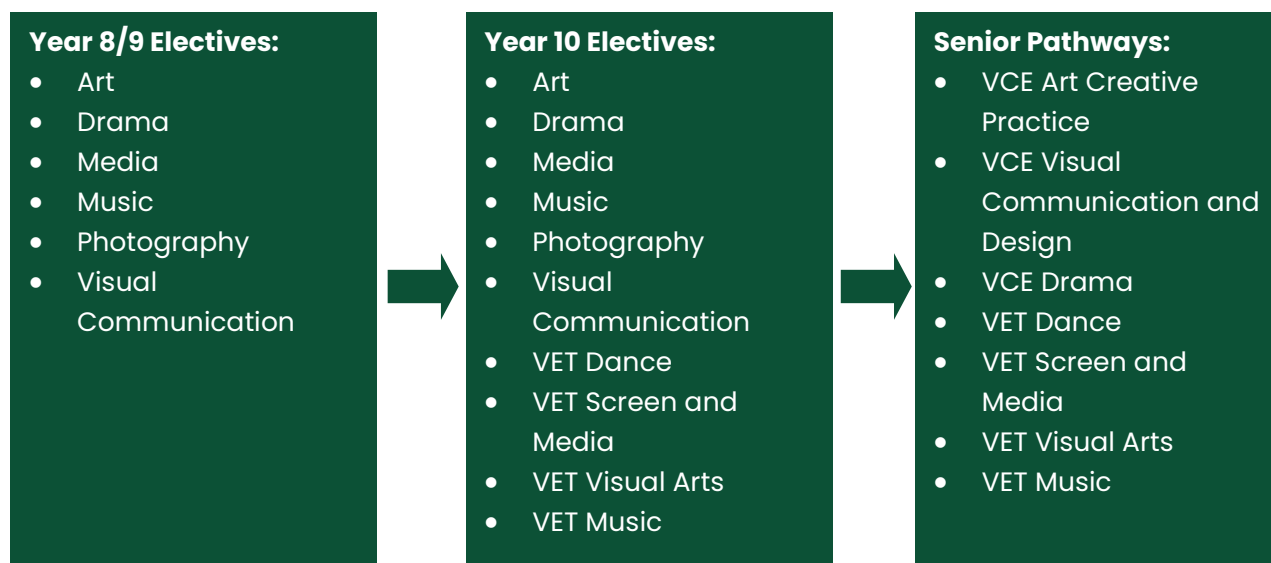 Year 8/9 Electives:
• Art
• Drama
• Media
• Music
• Photography
• Visual
Communication
Year 10 Electives:
• Art
• Drama
• Media
• Music
• Photography
• Visual
Communication
• VET Dance
• VET Screen and
Media
• VET Visual Arts
• VET Music
Senior Pathways:
• VCE Art Creative
Practice
• VCE Visual
Communication and
Design
• VCE Drama
• VET Dance
• VET Screen and
Media
• VET Visual Arts
• VET Music